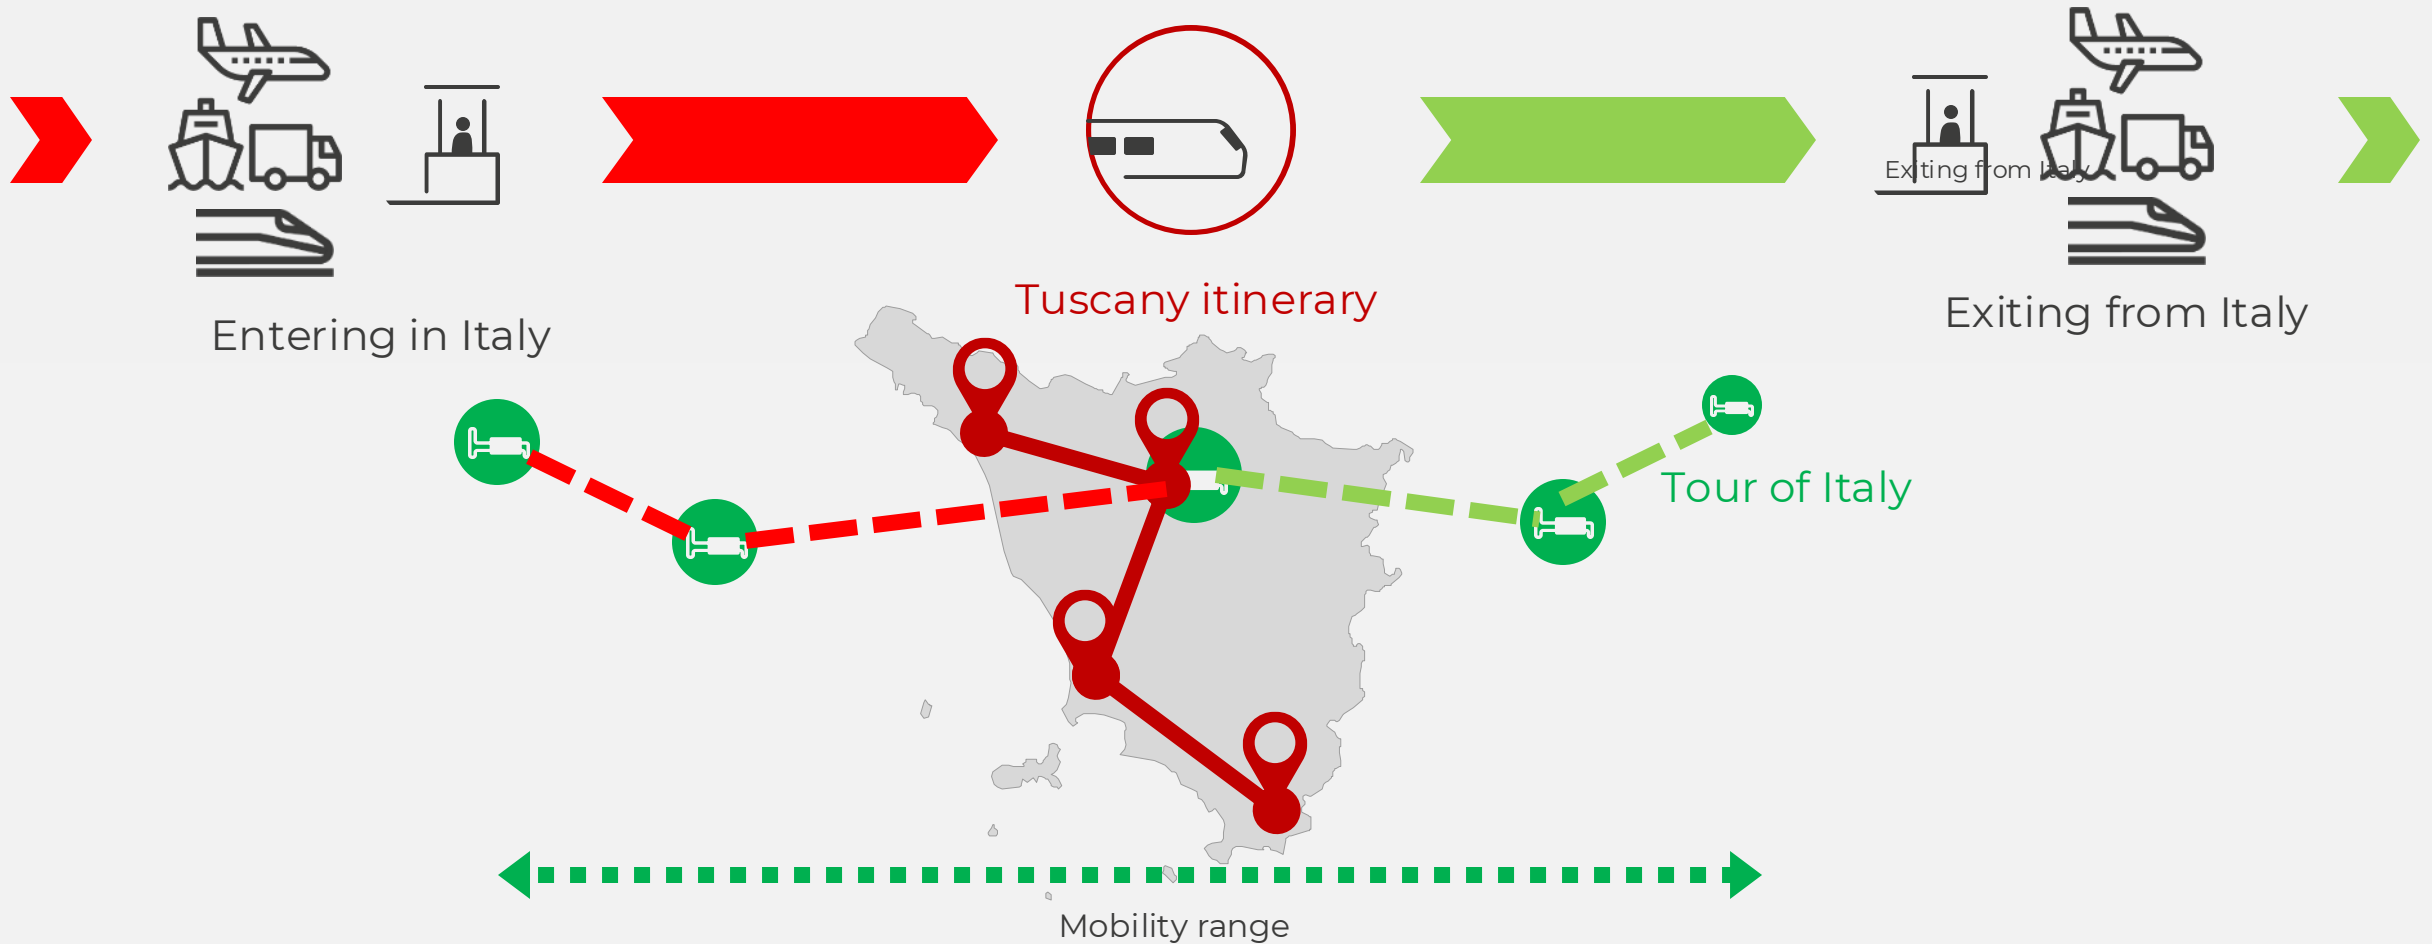 Exiting from Italy
Tuscany itinerary
Entering in Italy
Exiting from Italy
Tour of Italy
Mobility range